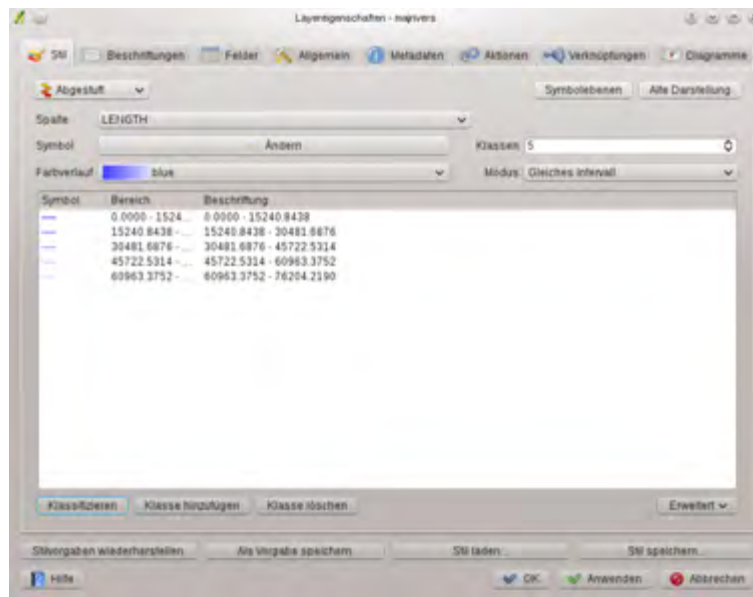 Layereigenschaften - majrivers
Stil Beschriftungen Felder Allgemein Metadaten Aktionen Verknüpfungen Diagramme
Abgestuft Symbolebenen Alte Darstellung
Spalte LENGTH
Symbol Ändern Klassen 5
Farbverlauf blue Modus Gleiches Intervall
Symbol Bereich Beschriftung
0.0000 - 1524... 0.0000 - 15240.8438
15240.8438 - ... 15240.8438 - 30481.6876
30481.6876 - ... 30481.6876 - 45722.5314
45722.5314 - ... 45722.5314 - 60963.3752
60963.3752 - ... 60963.3752 - 76204.2190
Klassifizieren Klasse hinzufügen Klasse löschen Erweitert
Stilvorgaben wiederherstellen Als Vorgabe speichern Stil laden ... Stil speichern...
Hilfe OK Anwenden Abbrechen